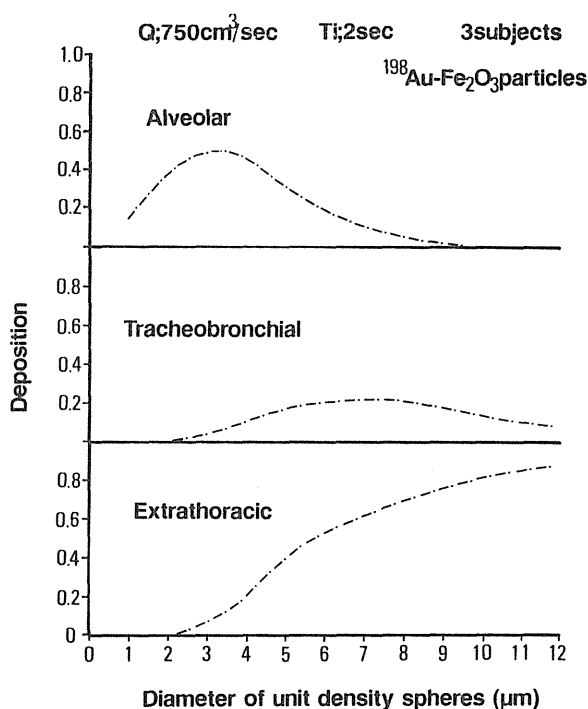 Q;750cm³/sec Ti;2sec 3subjects
¹⁹⁸Au-Fe₂O₃particles
1.0
0.8
0.6
0.4
0.2
Alveolar
0.8
0.6
0.4
0.2
Tracheobronchial
Deposition
0.8
0.6
0.4
0.2
0
Extrathoracic
0 1 2 3 4 5 6 7 8 9 10 11 12
Diameter of unit density spheres (µm)